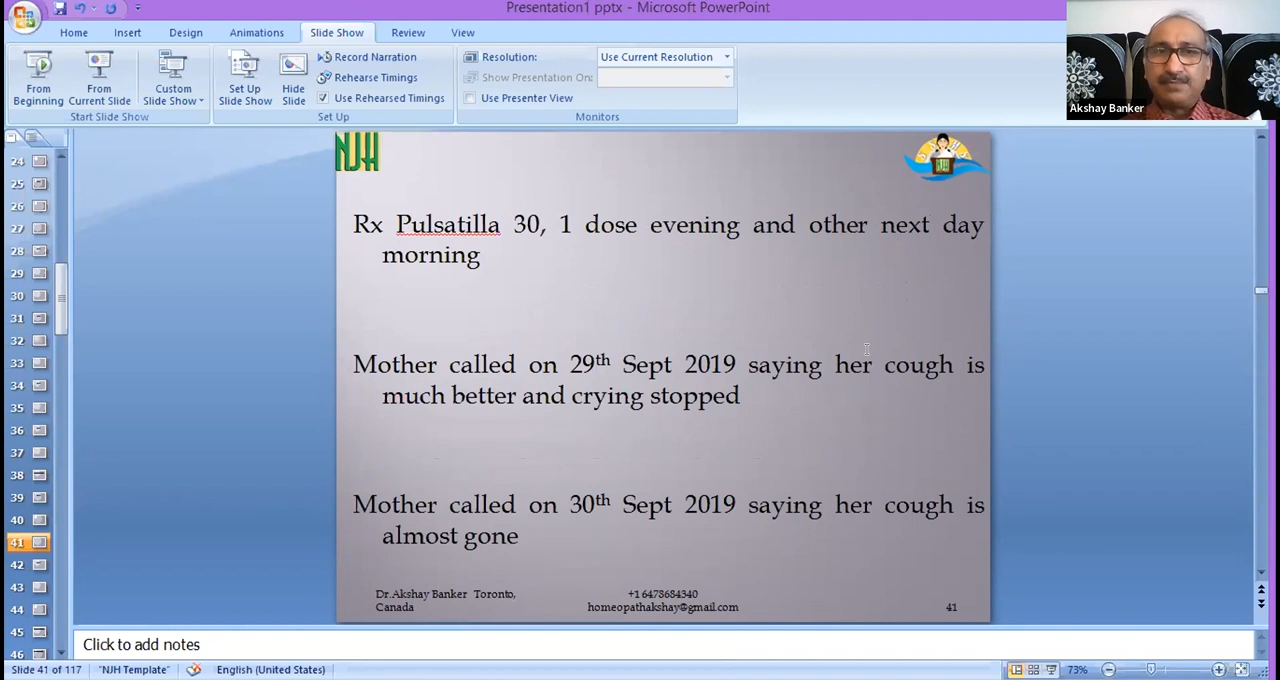 Presentation1 pptx - Microsoft PowerPoint
Home Insert Design Animations Slide Show Review View
From Beginning
From Current Slide
Custom Slide Show
Start Slide Show
Set Up Slide Show
Hide Slide
Record Narration
Rehearse Timings
Use Rehearsed Timings
Set Up
Resolution: Use Current Resolution
Show Presentation On:
Use Presenter View
Monitors
Akshay Banker
24
25
26
27
28
29
30
31
32
33
34
35
36
37
38
39
40
41
42
43
44
45
46
NJH
NJH
Rx Pulsatilla 30, 1 dose evening and other next day
morning
Mother called on 29th Sept 2019 saying her cough is
much better and crying stopped
Mother called on 30th Sept 2019 saying her cough is
almost gone
Dr.Akshay Banker Toronto,
Canada
+1 6478684340
homeopathakshay@gmail.com
41
Click to add notes
Slide 41 of 117 "NJH Template" English (United States) 73%